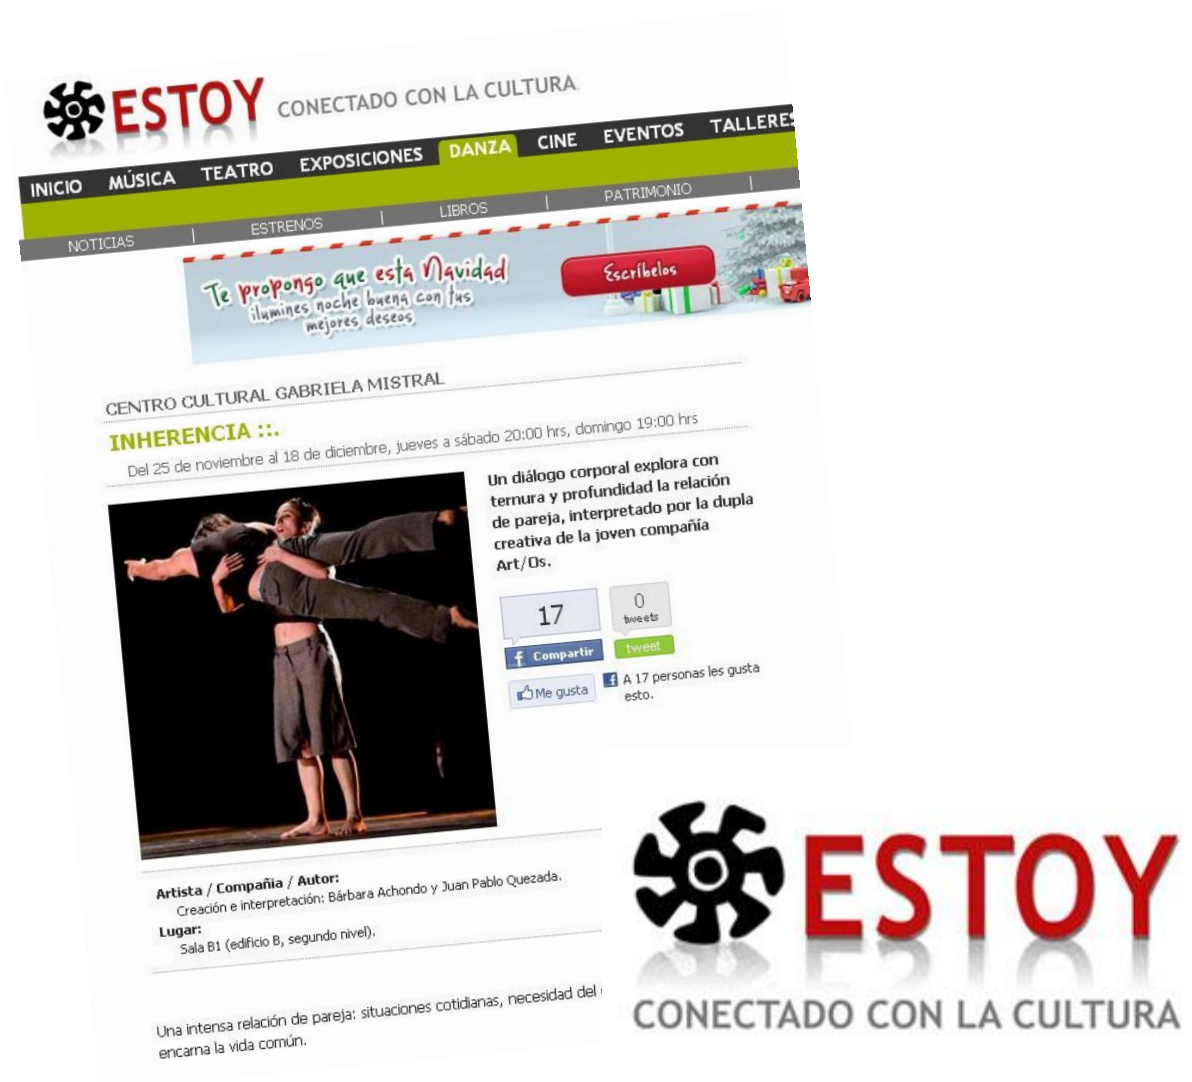 ESTOY CONECTADO CON LA CULTURA
INICIO MÚSICA TEATRO EXPOSICIONES DANZA CINE EVENTOS TALLERES
NOTICIAS | ESTRENOS | LIBROS | PATRIMONIO |
Te propongo que esta Navidad
ilumines noche buena con tus
mejores deseos
Escríbelos
CENTRO CULTURAL GABRIELA MISTRAL
INHERENCIA ::.
Del 25 de noviembre al 18 de diciembre, jueves a sábado 20:00 hrs, domingo 19:00 hrs
Un diálogo corporal explora con
ternura y profundidad la relación
de pareja, interpretado por la dupla
creativa de la joven compañía
Art/Os.
17
0
tweets
Compartir
tweet
Me gusta
A 17 personas les gusta
esto.
Artista / Compañia / Autor:
Creación e interpretación: Bárbara Achondo y Juan Pablo Quezada.
Lugar:
Sala B1 (edificio B, segundo nivel).
Una intensa relación de pareja: situaciones cotidianas, necesidad del
encarna la vida común.
ESTOY
CONECTADO CON LA CULTURA